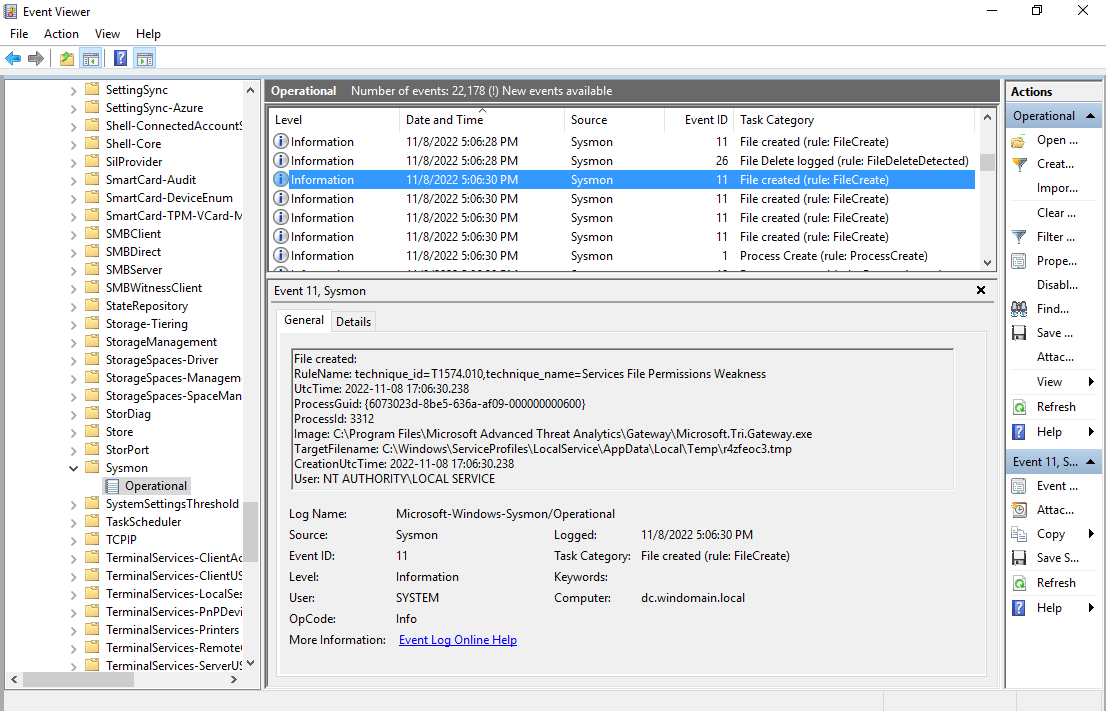 Event Viewer
File Action View Help
SettingSync
SettingSync-Azure
Shell-ConnectedAccountS
Shell-Core
SilProvider
SmartCard-Audit
SmartCard-DeviceEnum
SmartCard-TPM-VCard-M
SMBClient
SMBDirect
SMBServer
SMBWitnessClient
StateRepository
Storage-Tiering
StorageManagement
StorageSpaces-Driver
StorageSpaces-Managem
StorageSpaces-SpaceMan
StorDiag
Store
StorPort
Sysmon
Operational
SystemSettingsThreshold
TaskScheduler
TCPIP
TerminalServices-ClientAc
TerminalServices-ClientUS
TerminalServices-LocalSes
TerminalServices-PnPDevi
TerminalServices-Printers
TerminalServices-Remote
TerminalServices-ServerUS
Operational Number of events: 22,178 (!) New events available
Level Date and Time Source Event ID Task Category
Information 11/8/2022 5:06:28 PM Sysmon 11 File created (rule: FileCreate)
Information 11/8/2022 5:06:28 PM Sysmon 26 File Delete logged (rule: FileDeleteDetected)
Information 11/8/2022 5:06:30 PM Sysmon 11 File created (rule: FileCreate)
Information 11/8/2022 5:06:30 PM Sysmon 11 File created (rule: FileCreate)
Information 11/8/2022 5:06:30 PM Sysmon 11 File created (rule: FileCreate)
Information 11/8/2022 5:06:30 PM Sysmon 11 File created (rule: FileCreate)
Information 11/8/2022 5:06:30 PM Sysmon 1 Process Create (rule: ProcessCreate)
Event 11, Sysmon
General Details
File created:
RuleName: technique_id=T1574.010,technique_name=Services File Permissions Weakness
UtcTime: 2022-11-08 17:06:30.238
ProcessGuid: {6073023d-8be5-636a-af09-000000000600}
ProcessId: 3312
Image: C:\Program Files\Microsoft Advanced Threat Analytics\Gateway\Microsoft.Tri.Gateway.exe
TargetFilename: C:\Windows\ServiceProfiles\LocalService\AppData\Local\Temp\r4zfeoc3.tmp
CreationUtcTime: 2022-11-08 17:06:30.238
User: NT AUTHORITY\LOCAL SERVICE
Log Name: Microsoft-Windows-Sysmon/Operational
Source: Sysmon Logged: 11/8/2022 5:06:30 PM
Event ID: 11 Task Category: File created (rule: FileCreate)
Level: Information Keywords:
User: SYSTEM Computer: dc.windomain.local
OpCode: Info
More Information: Event Log Online Help
Actions
Operational
Open ...
Creat...
Impor...
Clear ...
Filter ...
Prope...
Disabl...
Find...
Save ...
Attac...
View
Refresh
Help
Event 11, S...
Event ...
Attac...
Copy
Save S...
Refresh
Help